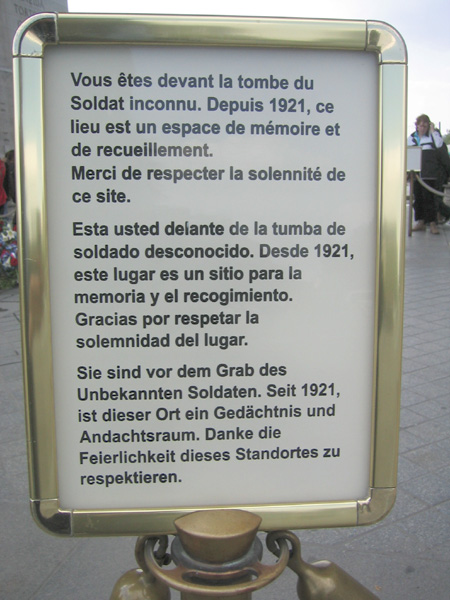 Vous êtes devant la tombe du
Soldat inconnu. Depuis 1921, ce
lieu est un espace de mémoire et
de recueillement.
Merci de respecter la solennité de
ce site.
Esta usted delante de la tumba de
soldado desconocido. Desde 1921,
este lugar es un sitio para la
memoria y el recogimiento.
Gracias por respetar la
solemnidad del lugar.
Sie sind vor dem Grab des
Unbekannten Soldaten. Seit 1921,
ist dieser Ort ein Gedächtnis und
Andachtsraum. Danke die
Feierlichkeit dieses Standortes zu
respektieren.